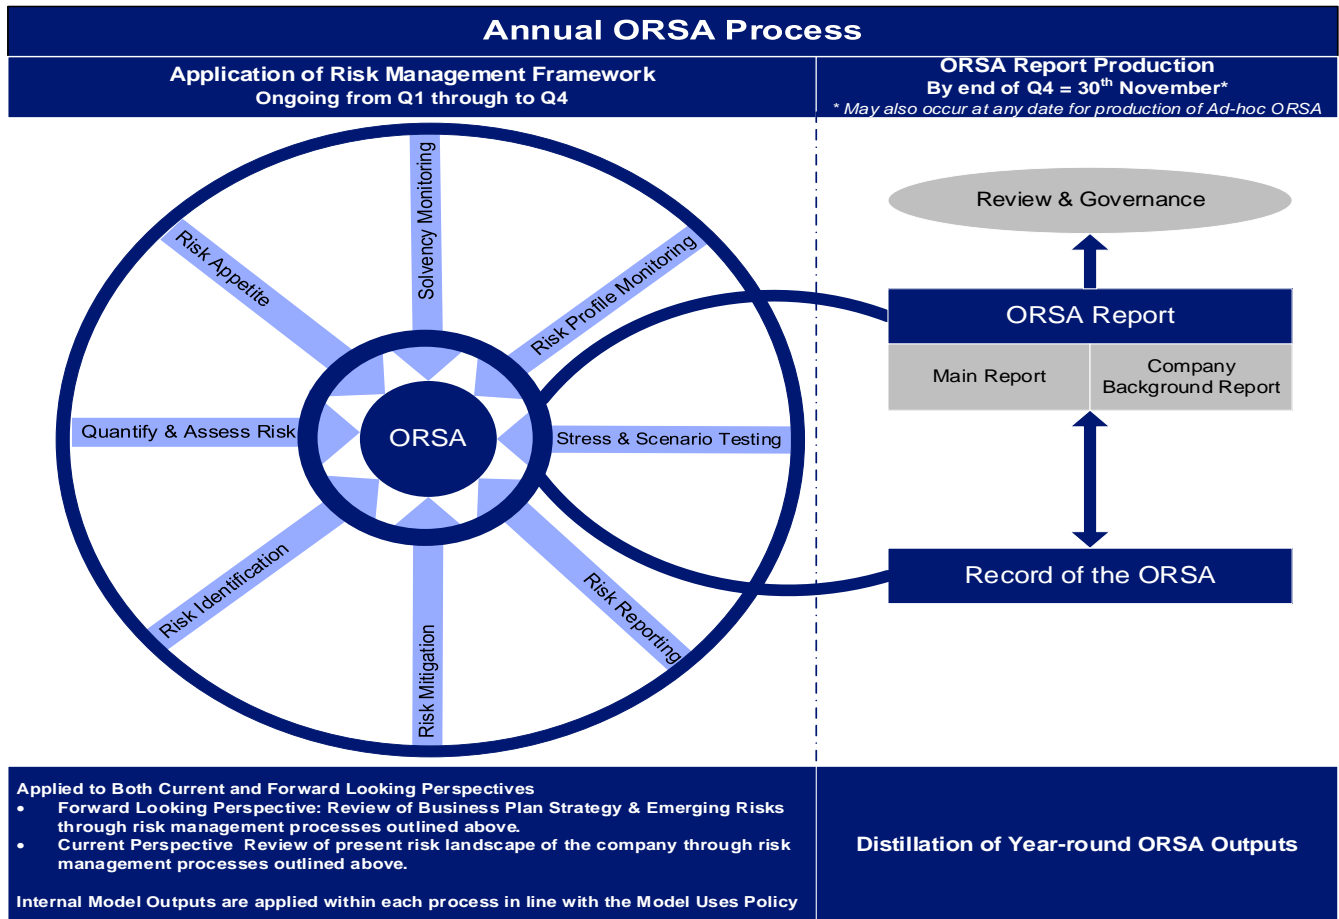 Annual ORSA Process
Application of Risk Management Framework
Ongoing from Q1 through to Q4
ORSA Report Production
By end of Q4 = 30th November*
* May also occur at any date for production of Ad-hoc ORSA
Solvency Monitoring
Risk Appetite
Risk Profile Monitoring
Quantify & Assess Risk
ORSA
Stress & Scenario Testing
Risk Identification
Risk Mitigation
Risk Reporting
Review & Governance
ORSA Report
Main Report
Company
Background Report
Record of the ORSA
Applied to Both Current and Forward Looking Perspectives
• Forward Looking Perspective: Review of Business Plan Strategy & Emerging Risks
through risk management processes outlined above.
• Current Perspective Review of present risk landscape of the company through risk
management processes outlined above.
Internal Model Outputs are applied within each process in line with the Model Uses Policy
Distillation of Year-round ORSA Outputs